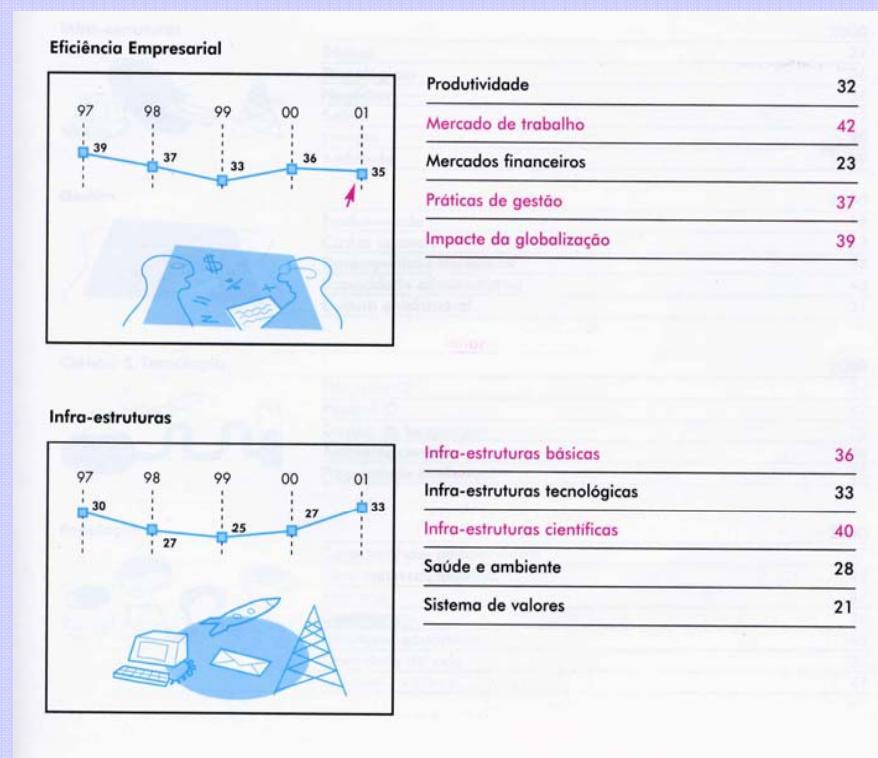 Eficiência Empresarial
97 98 99 00 01
39 37 33 36 35
Produtividade 32
Mercado de trabalho 42
Mercados financeiros 23
Práticas de gestão 37
Impacte da globalização 39
Infra-estruturas
97 98 99 00 01
30 27 25 27 33
Infra-estruturas básicas 36
Infra-estruturas tecnológicas 33
Infra-estruturas científicas 40
Saúde e ambiente 28
Sistema de valores 21